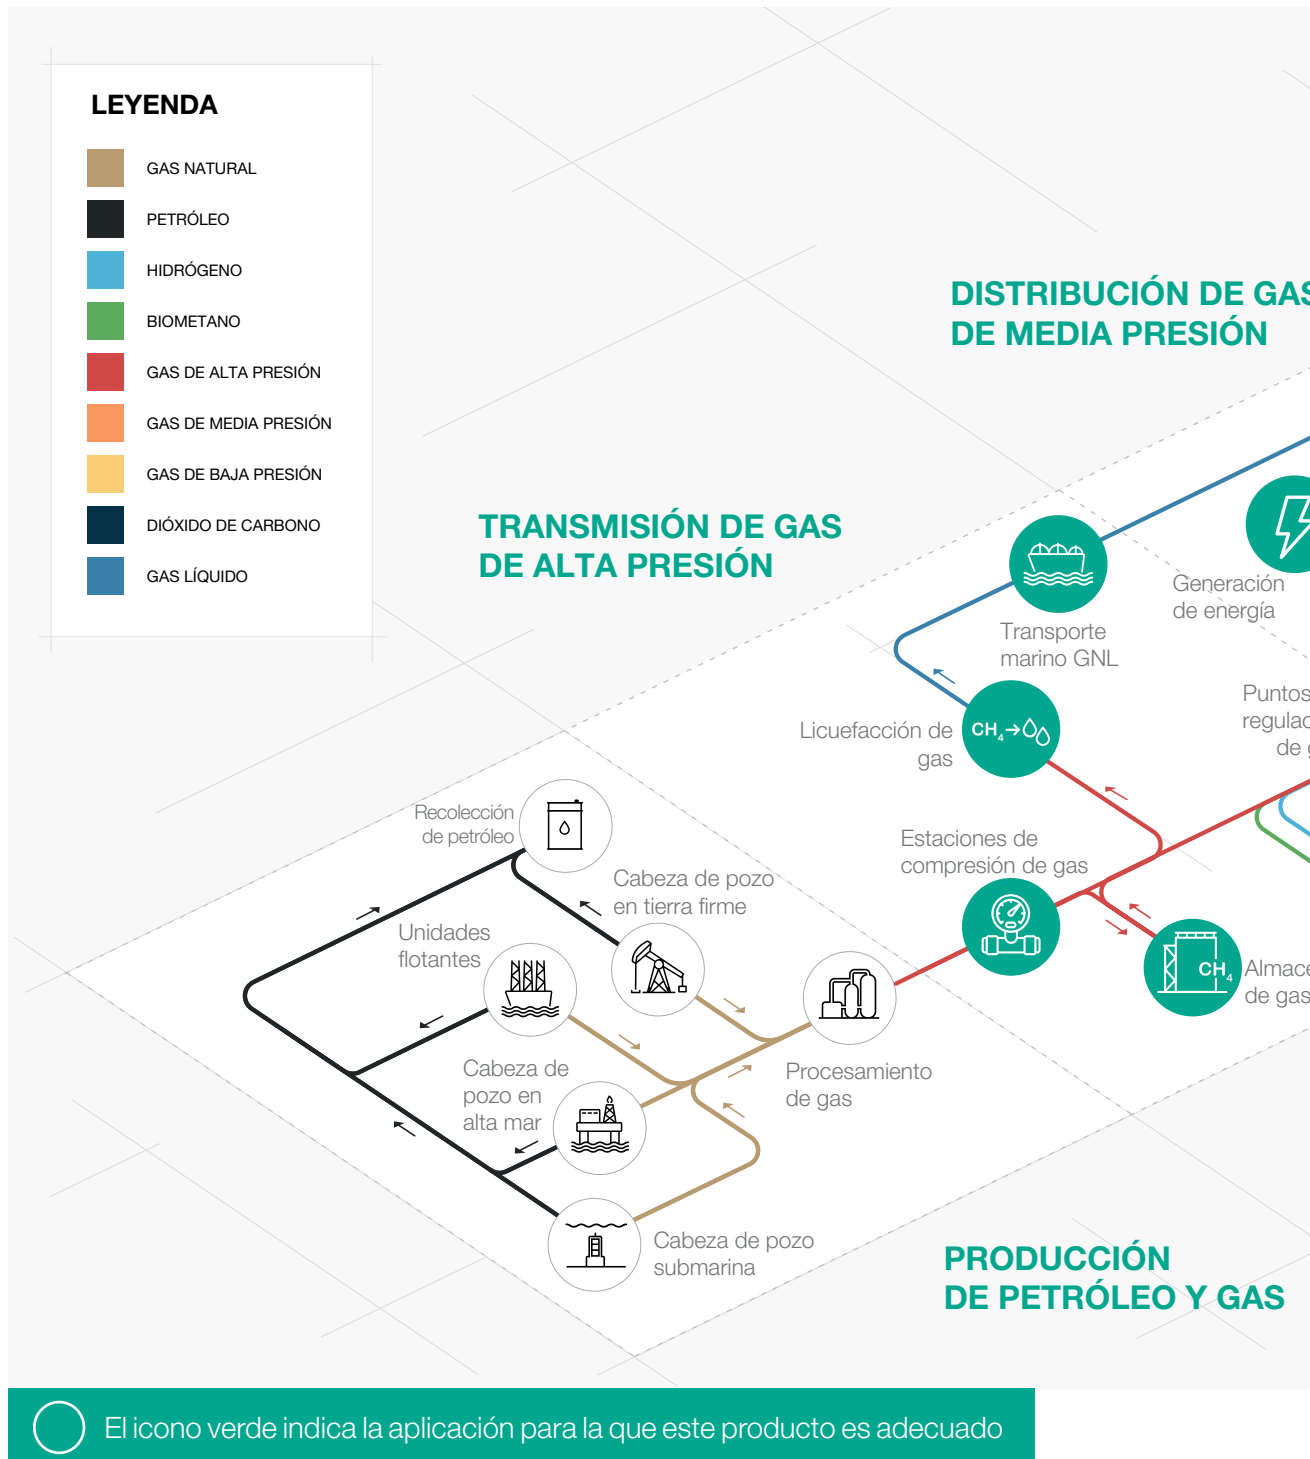 LEYENDA
GAS NATURAL
PETRÓLEO
HIDRÓGENO
BIOMETANO
GAS DE ALTA PRESIÓN
GAS DE MEDIA PRESIÓN
GAS DE BAJA PRESIÓN
DIÓXIDO DE CARBONO
GAS LÍQUIDO
DISTRIBUCIÓN DE GAS
DE MEDIA PRESIÓN
TRANSMISIÓN DE GAS
DE ALTA PRESIÓN
Generación
de energía
Transporte
marino GNL
Puntos
regulac
de g
Licuefacción de
gas
CH₄→
Estaciones de
compresión de gas
Recolección
de petróleo
Cabeza de pozo
en tierra firme
Unidades
flotantes
CH₄
Almace
de gas
Cabeza de
pozo en
alta mar
Procesamiento
de gas
Cabeza de pozo
submarina
PRODUCCIÓN
DE PETRÓLEO Y GAS
El icono verde indica la aplicación para la que este producto es adecuado